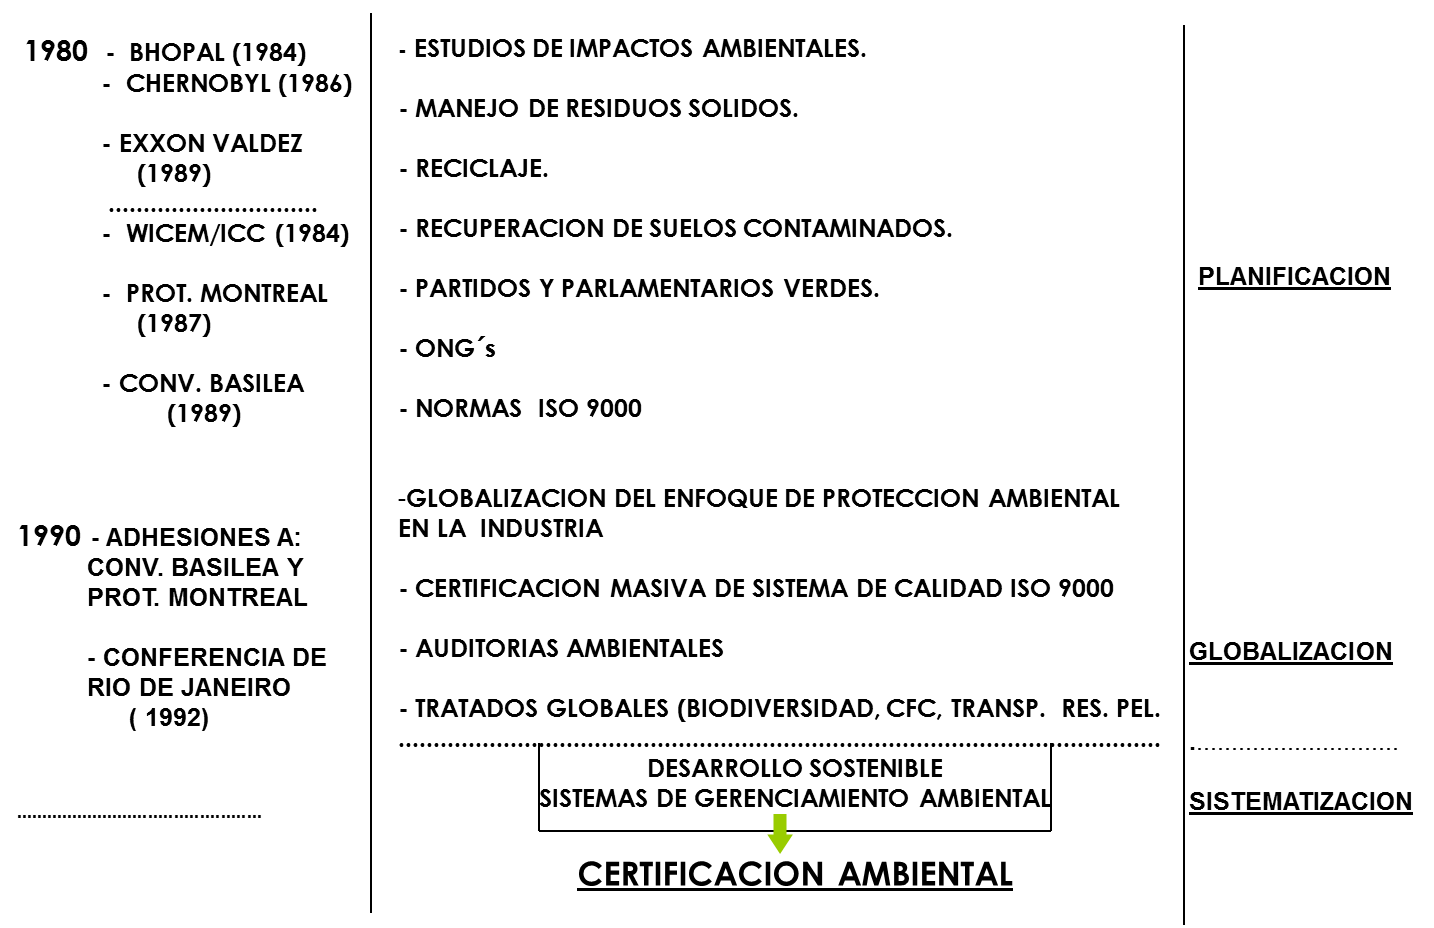 1980 - BHOPAL (1984)
- CHERNOBYL (1986)
- EXXON VALDEZ
(1989)
..............................
- WICEM/ICC (1984)
- PROT. MONTREAL
(1987)
- CONV. BASILEA
(1989)
1990 - ADHESIONES A:
CONV. BASILEA Y
PROT. MONTREAL
- CONFERENCIA DE
RIO DE JANEIRO
( 1992)
................................................
- ESTUDIOS DE IMPACTOS AMBIENTALES.
- MANEJO DE RESIDUOS SOLIDOS.
- RECICLAJE.
- RECUPERACION DE SUELOS CONTAMINADOS.
- PARTIDOS Y PARLAMENTARIOS VERDES.
- ONG´s
- NORMAS ISO 9000
-GLOBALIZACION DEL ENFOQUE DE PROTECCION AMBIENTAL
EN LA INDUSTRIA
- CERTIFICACION MASIVA DE SISTEMA DE CALIDAD ISO 9000
- AUDITORIAS AMBIENTALES
- TRATADOS GLOBALES (BIODIVERSIDAD, CFC, TRANSP. RES. PEL.
..............................................................................................................
DESARROLLO SOSTENIBLE
SISTEMAS DE GERENCIAMIENTO AMBIENTAL
CERTIFICACION AMBIENTAL
PLANIFICACION
GLOBALIZACION
..............................
SISTEMATIZACION